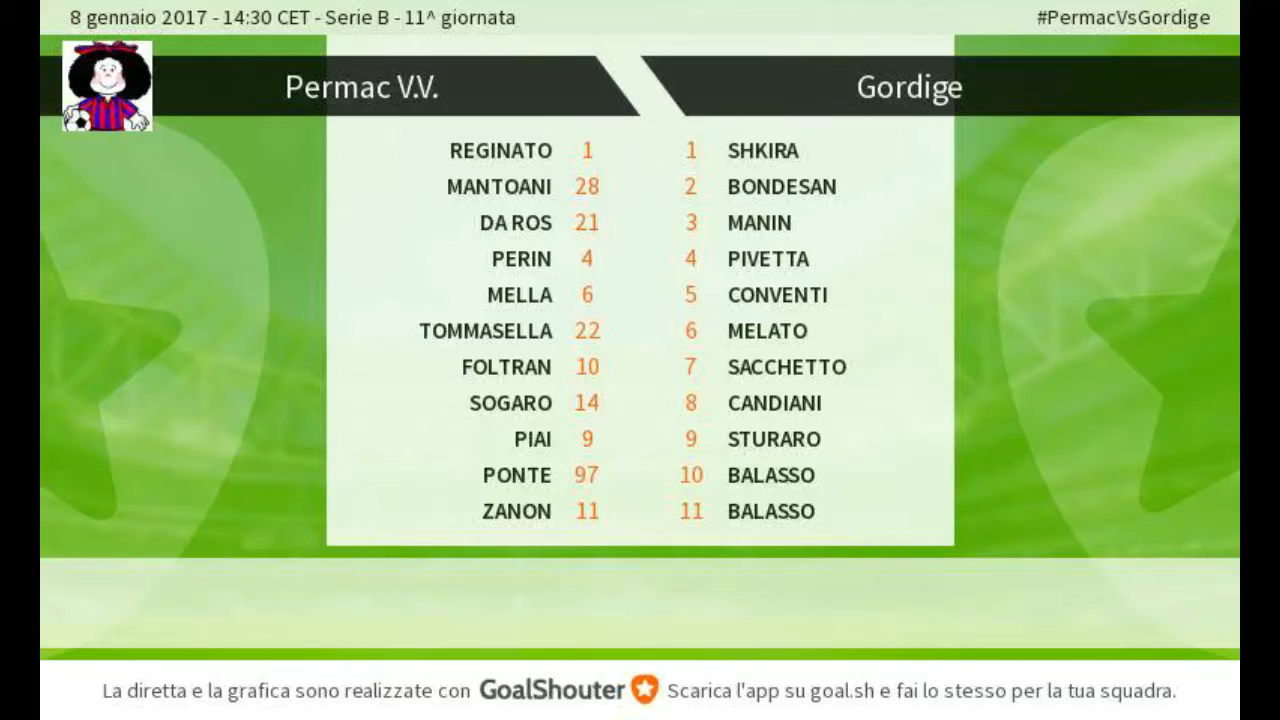 8 gennaio 2017 - 14:30 CET - Serie B - 11^ giornata #PermacVsGordige
Permac V.V. Gordige
REGINATO 1 1 SHKIRA
MANTOANI 28 2 BONDESAN
DA ROS 21 3 MANIN
PERIN 4 4 PIVETTA
MELLA 6 5 CONVENTI
TOMMASELLA 22 6 MELATO
FOLTRAN 10 7 SACCHETTO
SOGARO 14 8 CANDIANI
PIAI 9 9 STURARO
PONTE 97 10 BALASSO
ZANON 11 11 BALASSO
La diretta e la grafica sono realizzate con GoalShouter Scarica l'app su goal.sh e fai lo stesso per la tua squadra.